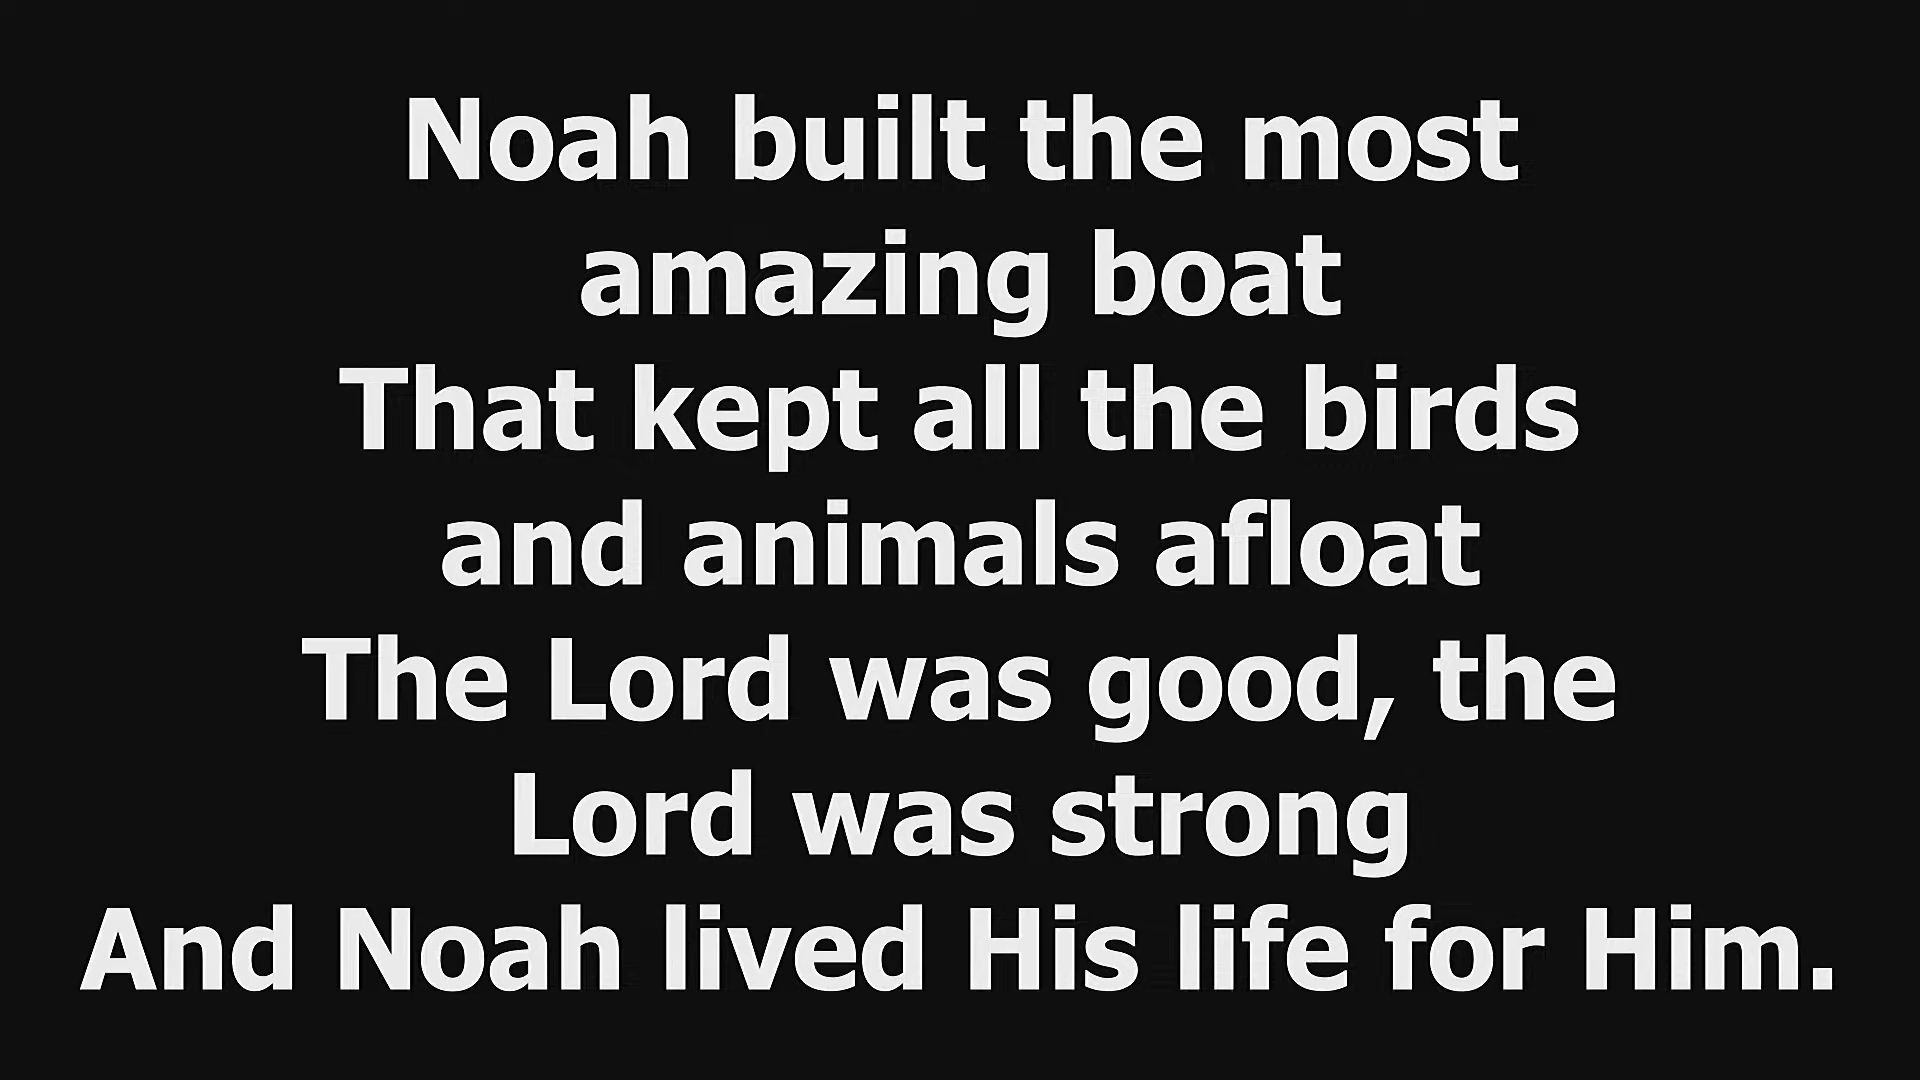 Noah built the most
amazing boat
That kept all the birds
and animals afloat
The Lord was good, the
Lord was strong
And Noah lived His life for Him.